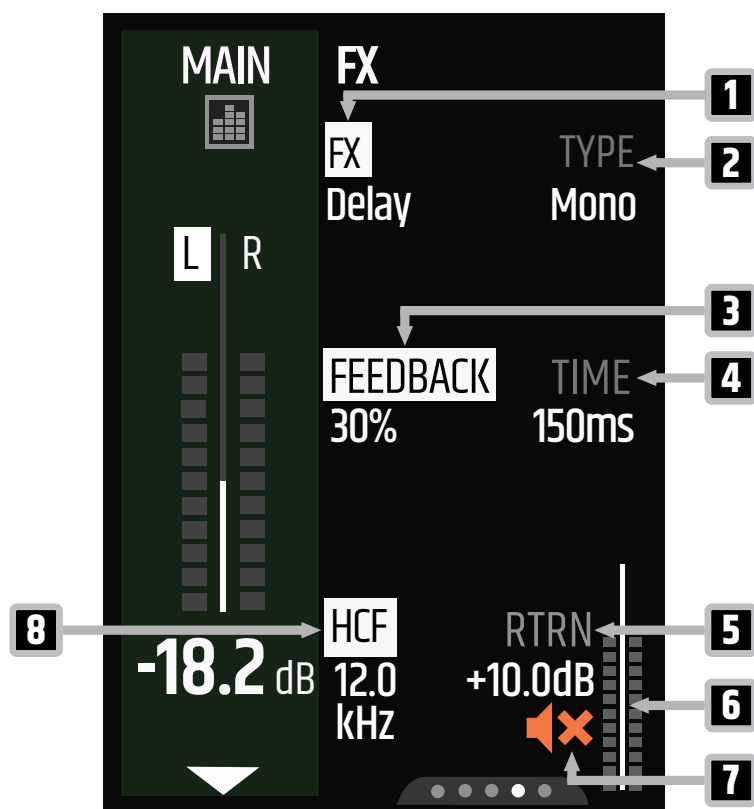 MAIN
FX
1
FX
TYPE
2
Delay
Mono
L
R
3
FEEDBACK
TIME
4
30%
150ms
8
HCF
RTRN
5
-18.2 dB
12.0
kHz
+10.0dB
6
7